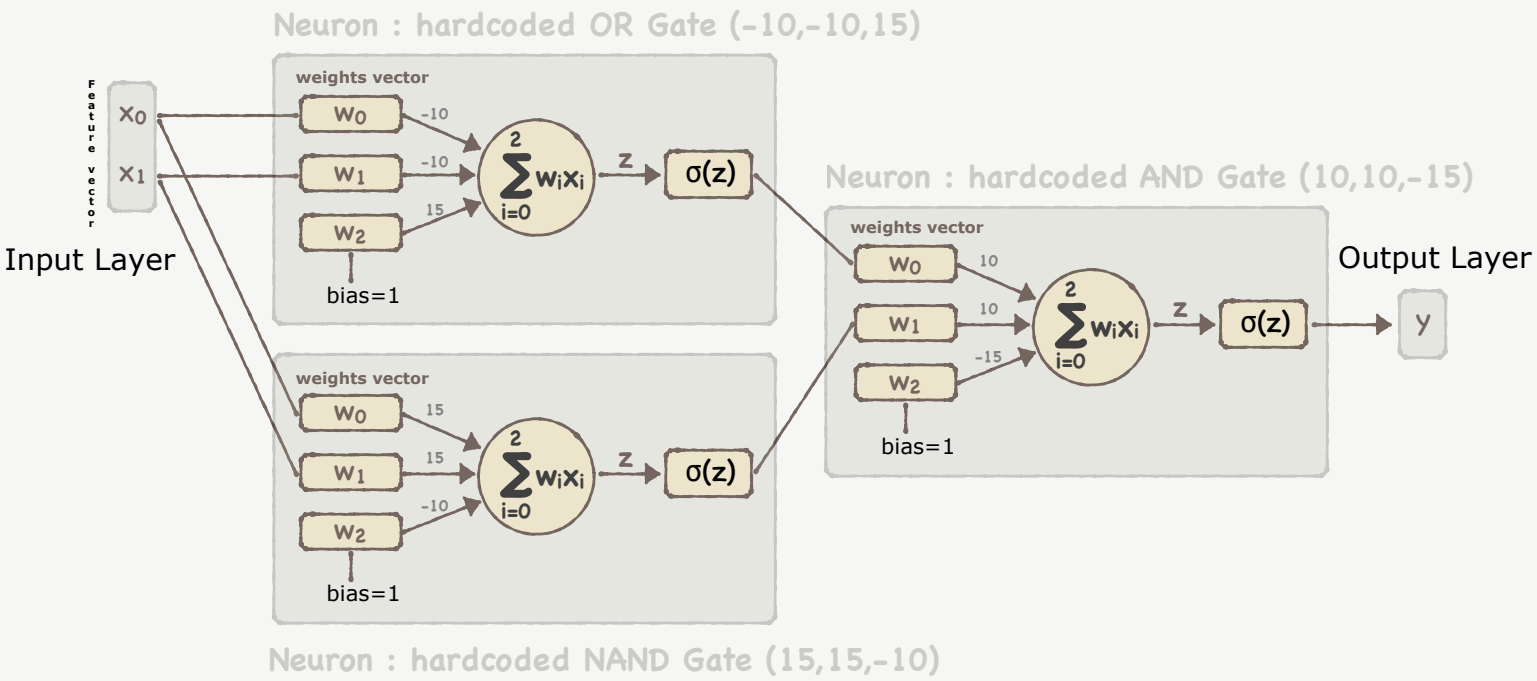 Neuron : hardcoded OR Gate (-10,-10,15)
Feature vector
x0
x1
Input Layer
weights vector
w0
-10
w1
-10
w2
15
bias=1
2
∑wixi
i=0
z
σ(z)
weights vector
w0
15
w1
15
w2
-10
bias=1
2
∑wixi
i=0
z
σ(z)
Neuron : hardcoded NAND Gate (15,15,-10)
Neuron : hardcoded AND Gate (10,10,-15)
weights vector
w0
10
w1
10
w2
-15
bias=1
2
∑wixi
i=0
z
σ(z)
Output Layer
y